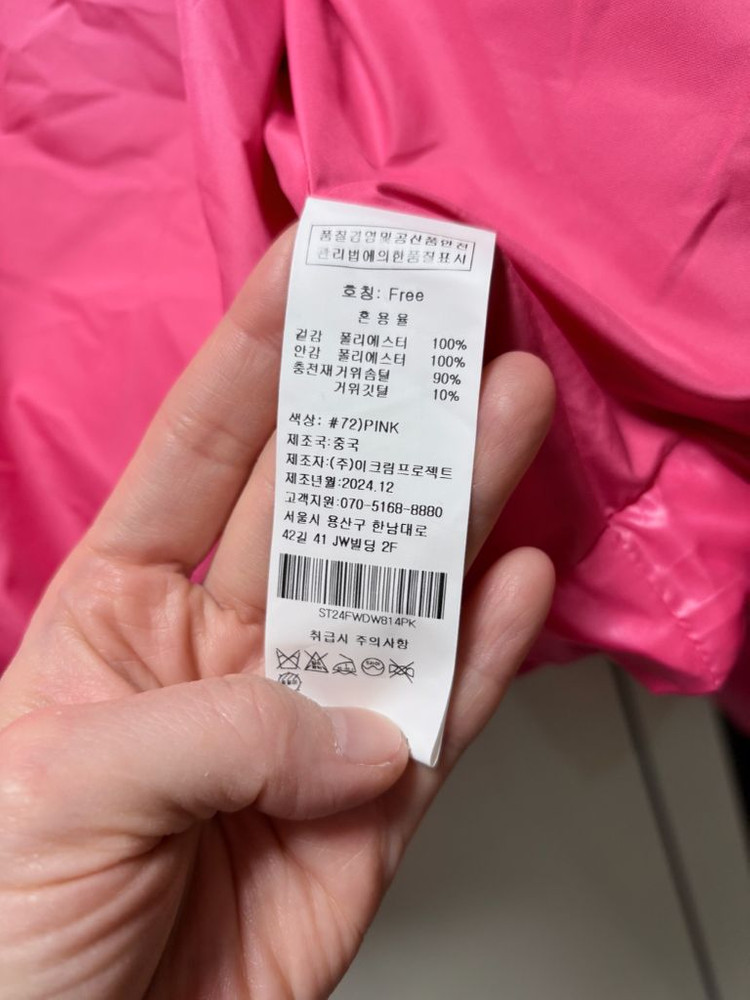 품질경영및공산품안전
관리법에의한품질표시
호칭: Free
혼용율
겉감 폴리에스터 100%
안감 폴리에스터 100%
충전재 거위솜털 90%
거위깃털 10%
색상: #72)PINK
제조국:중국
제조자:(주)이크림프로젝트
제조년월:2024.12
고객지원:070-5168-8880
서울시 용산구 한남대로
42길 41 JW빌딩 2F
ST24FWDW814PK
취급시 주의사항